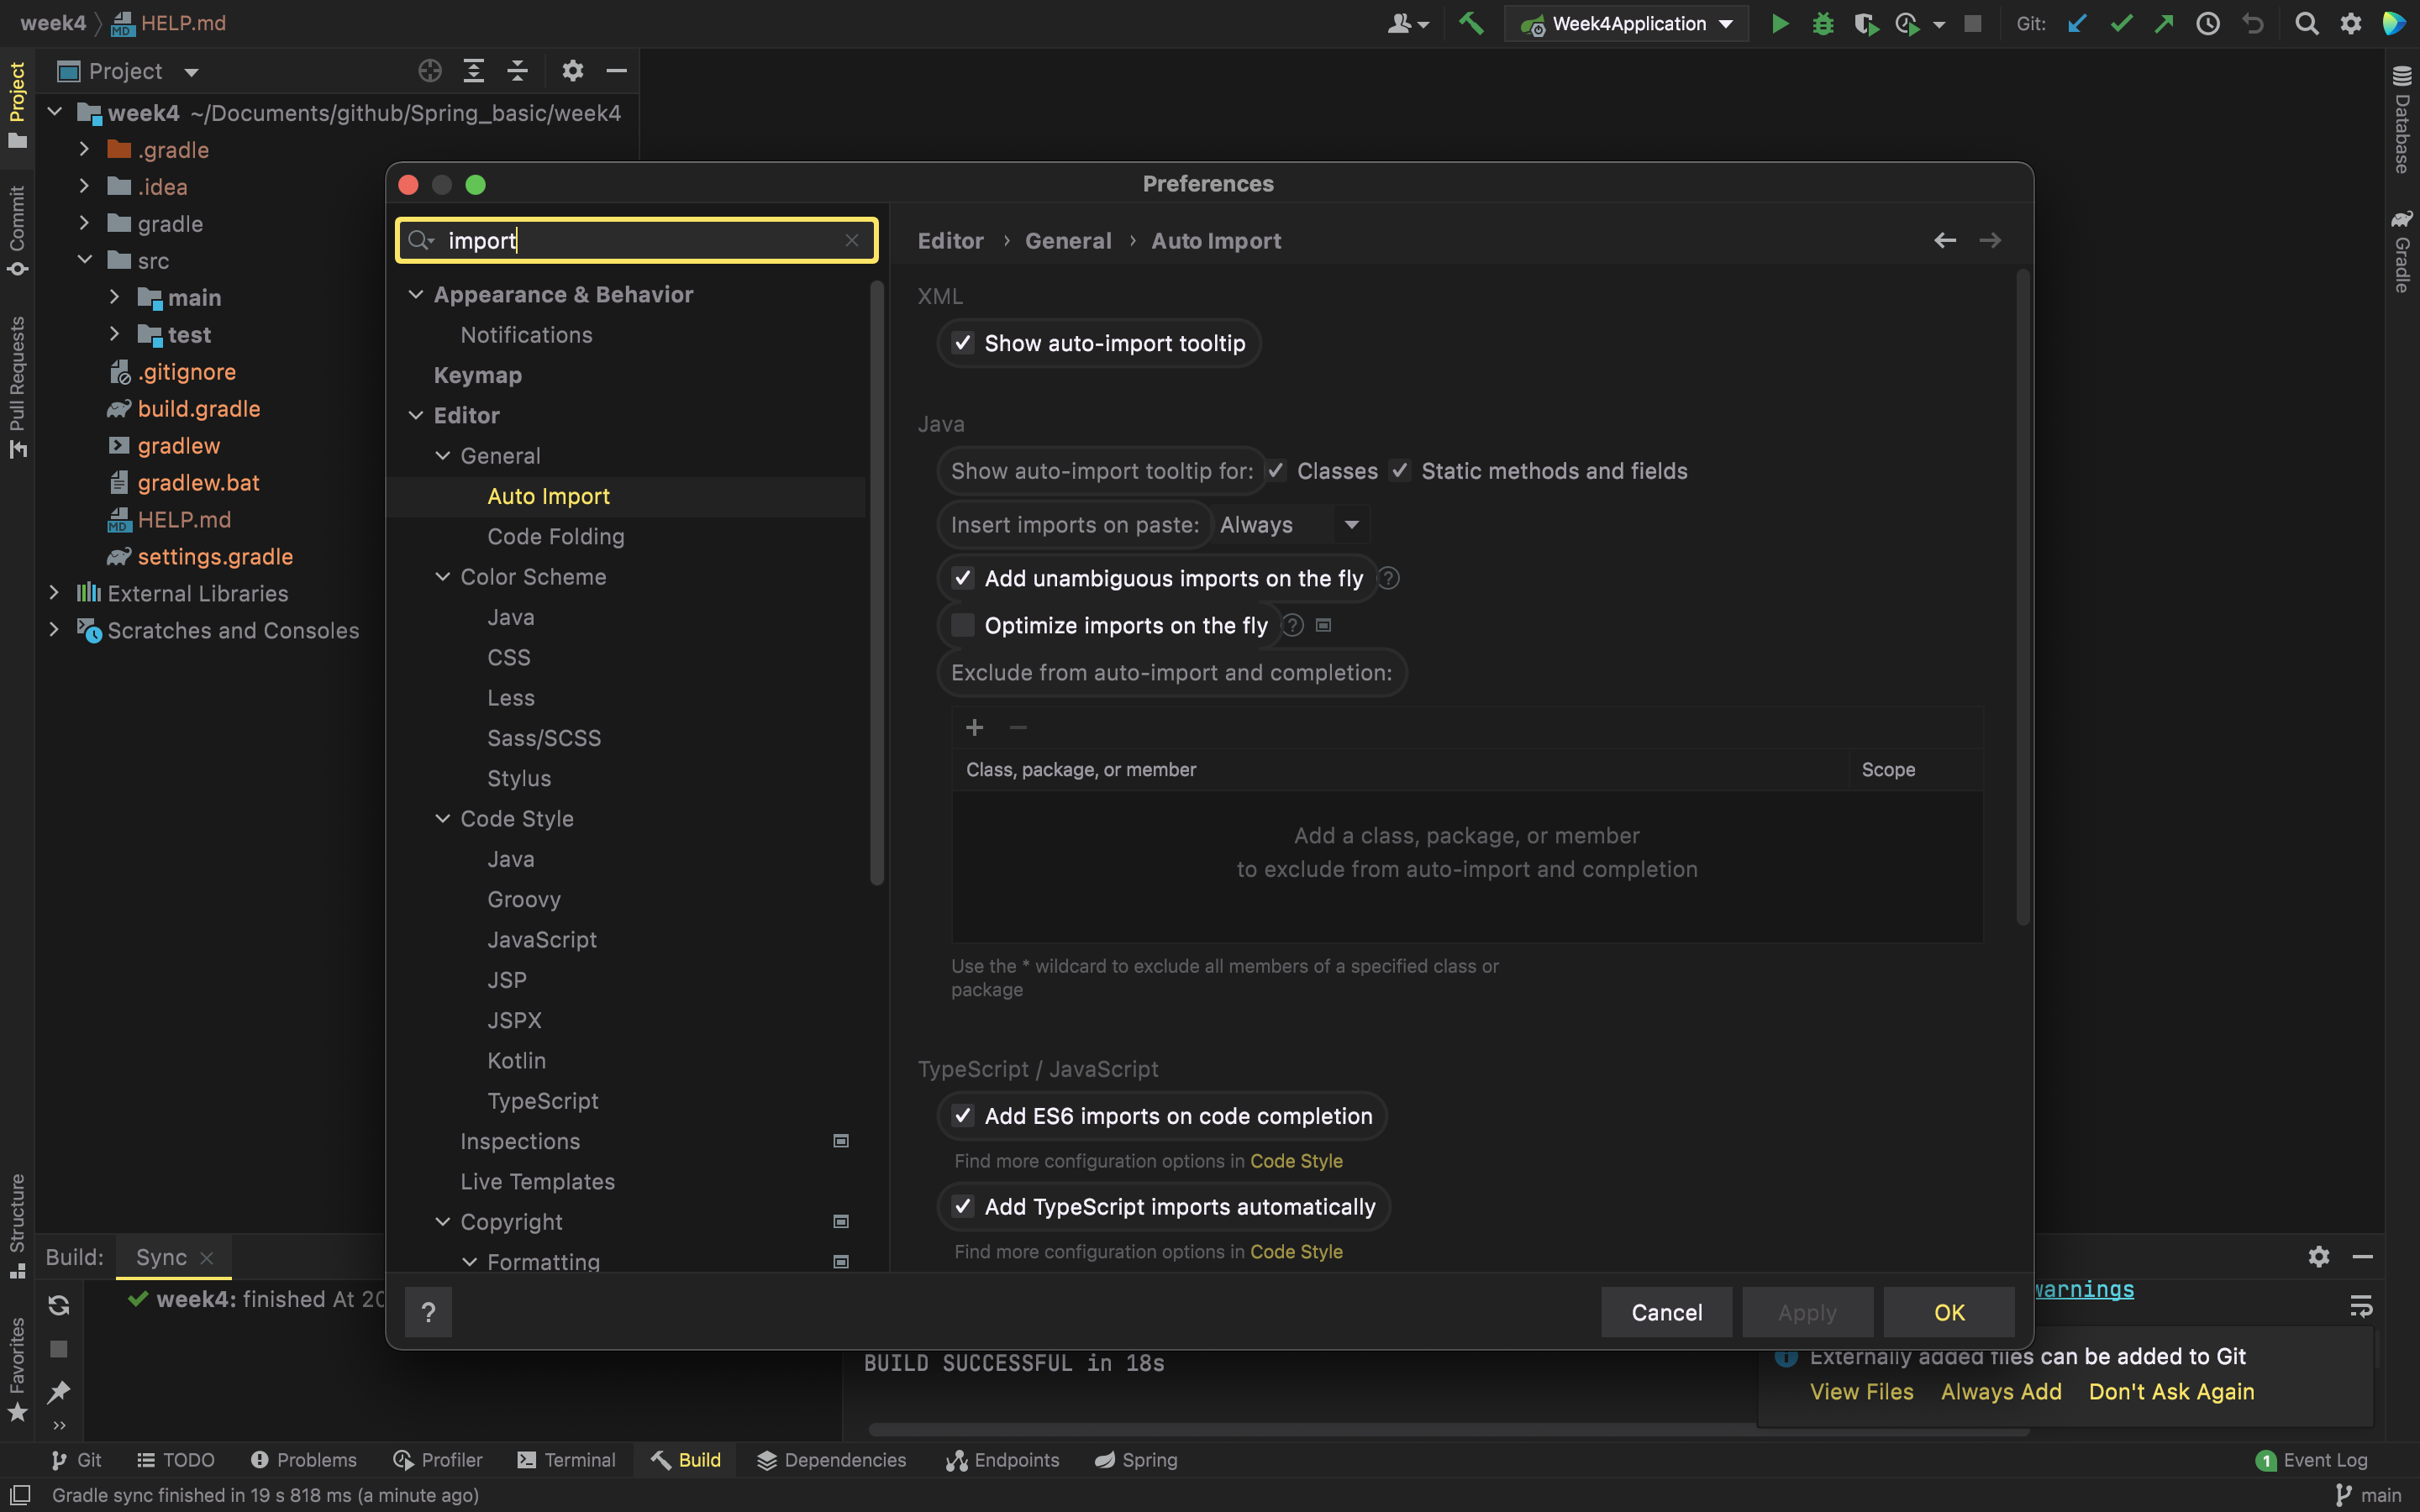 week4 HELP.md
Week4Application
Git:
Project
Commit
Pull Requests
Structure
Favorites
Database
Gradle
Project
week4 ~/Documents/github/Spring_basic/week4
.gradle
.idea
gradle
src
main
test
.gitignore
build.gradle
gradlew
gradlew.bat
MD HELP.md
settings.gradle
External Libraries
Scratches and Consoles
Preferences
import
Appearance & Behavior
Notifications
Keymap
Editor
General
Auto Import
Code Folding
Color Scheme
Java
CSS
Less
Sass/SCSS
Stylus
Code Style
Java
Groovy
JavaScript
JSP
JSPX
Kotlin
TypeScript
Inspections
Live Templates
Copyright
Formatting
Editor › General › Auto Import
XML
Show auto-import tooltip
Java
Show auto-import tooltip for: Classes Static methods and fields
Insert imports on paste: Always
Add unambiguous imports on the fly ?
Optimize imports on the fly ?
Exclude from auto-import and completion:
+ −
Class, package, or member Scope
Add a class, package, or member
to exclude from auto-import and completion
Use the * wildcard to exclude all members of a specified class or
package
TypeScript / JavaScript
Add ES6 imports on code completion
Find more configuration options in Code Style
Add TypeScript imports automatically
Find more configuration options in Code Style
? Cancel Apply OK
Build: Sync
week4: finished At 20
warnings
BUILD SUCCESSFUL in 18s
Externally added files can be added to Git
View Files Always Add Don't Ask Again
Git TODO Problems Profiler Terminal Build Dependencies Endpoints Spring 1 Event Log
Gradle sync finished in 19 s 818 ms (a minute ago) main